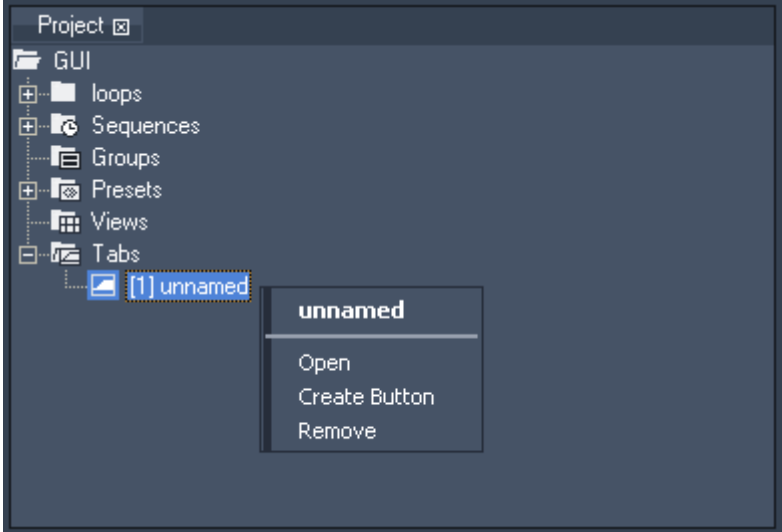 Project
GUI
loops
Sequences
Groups
Presets
Views
Tabs
[1] unnamed
unnamed
Open
Create Button
Remove